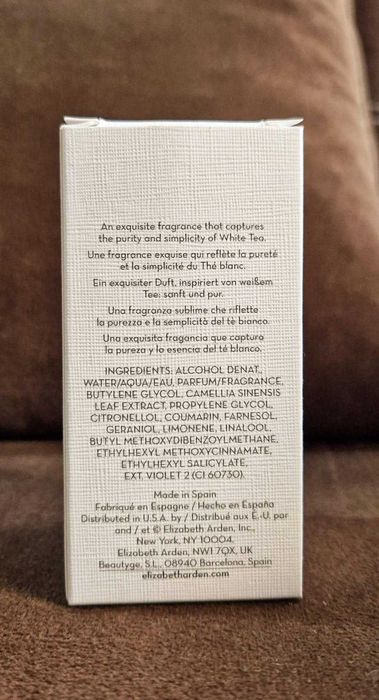 An exquisite fragrance that captures
the purity and simplicity of White Tea.
Une fragrance exquise qui reflète la pureté
et la simplicité du Thé blanc.
Ein exquisiter Duft, inspiriert von weißem
Tee: sanft und pur.
Una fragranza sublime che riflette
la purezza e la semplicità del tè bianco.
Una exquisita fragancia que captura
la pureza y la esencia del té blanco.
INGREDIENTS: ALCOHOL DENAT.,
WATER/AQUA/EAU, PARFUM/FRAGRANCE,
BUTYLENE GLYCOL, CAMELLIA SINENSIS
LEAF EXTRACT, PROPYLENE GLYCOL,
CITRONELLOL, COUMARIN, FARNESOL,
GERANIOL, LIMONENE, LINALOOL,
BUTYL METHOXYDIBENZOYLMETHANE,
ETHYLHEXYL METHOXYCINNAMATE,
ETHYLHEXYL SALICYLATE,
EXT. VIOLET 2 (CI 60730).
Made in Spain
Fabriqué en Espagne / Hecho en España
Distributed in U.S.A. by / Distribué aux É.-U. par
and / et © Elizabeth Arden, Inc.,
New York, NY 10004.
Elizabeth Arden, NW1 7QX, UK
Beautyge, S.L., 08940 Barcelona, Spain
elizabetharden.com